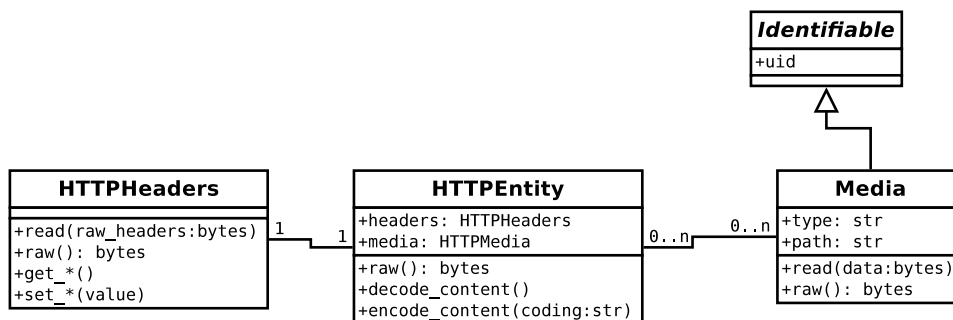 Identifiable
+uid
HTTPHeaders
+read(raw_headers:bytes)
+raw(): bytes
+get_*()
+set_*(value)
1
1
HTTPEntity
+headers: HTTPHeaders
+media: HTTPMedia
+raw(): bytes
+decode_content()
+encode_content(coding:str)
0..n
0..n
Media
+type: str
+path: str
+read(data:bytes)
+raw(): bytes